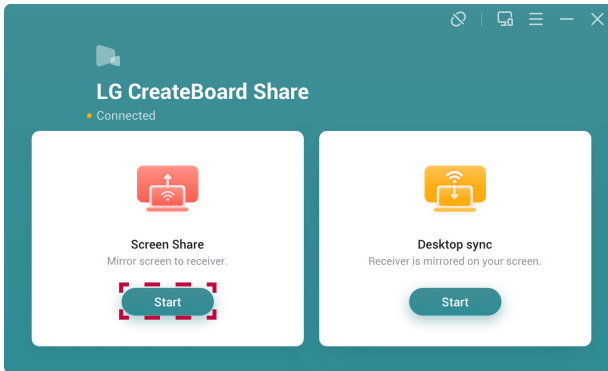 LG CreateBoard Share
Connected
Screen Share
Mirror screen to receiver.
Start
Desktop sync
Receiver is mirrored on your screen.
Start